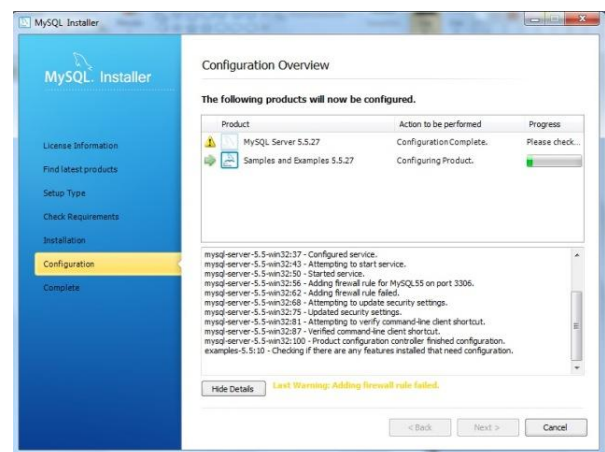 MySQL Installer
MySQL. Installer
License Information
Find latest products
Setup Type
Check Requirements
Installation
Configuration
Complete
Configuration Overview
The following products will now be configured.
Product Action to be performed Progress
MySQL Server 5.5.27 Configuration Complete. Please check...
Samples and Examples 5.5.27 Configuring Product.
mysql-server-5.5-win32:37 - Configured service.
mysql-server-5.5-win32:43 - Attempting to start service.
mysql-server-5.5-win32:50 - Started service.
mysql-server-5.5-win32:56 - Adding firewall rule for MySQL55 on port 3306.
mysql-server-5.5-win32:62 - Adding firewall rule failed.
mysql-server-5.5-win32:68 - Attempting to update security settings.
mysql-server-5.5-win32:75 - Updated security settings.
mysql-server-5.5-win32:81 - Attempting to verify command-line client shortcut.
mysql-server-5.5-win32:87 - Verified command-line client shortcut.
mysql-server-5.5-win32:100 - Product configuration controller finished configuration.
examples-5.5:10 - Checking if there are any features installed that need configuration.
Hide Details Last Warning: Adding firewall rule failed.
< Back Next > Cancel